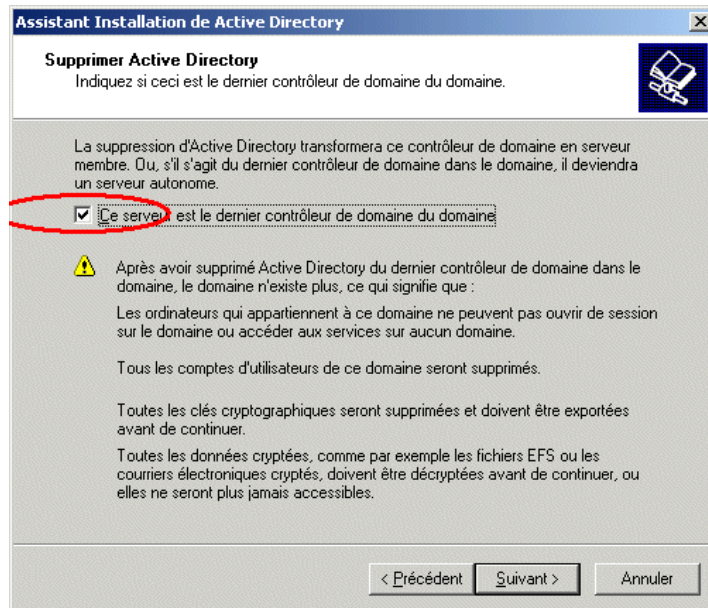 Assistant Installation de Active Directory
Supprimer Active Directory
Indiquez si ceci est le dernier contrôleur de domaine du domaine.
La suppression d'Active Directory transformera ce contrôleur de domaine en serveur
membre. Ou, s'il s'agit du dernier contrôleur de domaine dans le domaine, il deviendra
un serveur autonome.
Ce serveur est le dernier contrôleur de domaine du domaine
Après avoir supprimé Active Directory du dernier contrôleur de domaine dans le
domaine, le domaine n'existe plus, ce qui signifie que :
Les ordinateurs qui appartiennent à ce domaine ne peuvent pas ouvrir de session
sur le domaine ou accéder aux services sur aucun domaine.
Tous les comptes d'utilisateurs de ce domaine seront supprimés.
Toutes les clés cryptographiques seront supprimées et doivent être exportées
avant de continuer.
Toutes les données cryptées, comme par exemple les fichiers EFS ou les
courriers électroniques cryptés, doivent être décryptées avant de continuer, ou
elles ne seront plus jamais accessibles.
< Précédent Suivant > Annuler